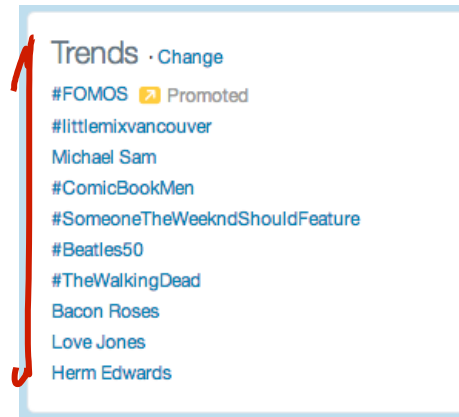 Trends · Change
#FOMOS Promoted
#littlemixvancouver
Michael Sam
#ComicBookMen
#SomeoneTheWeekndShouldFeature
#Beatles50
#TheWalkingDead
Bacon Roses
Love Jones
Herm Edwards